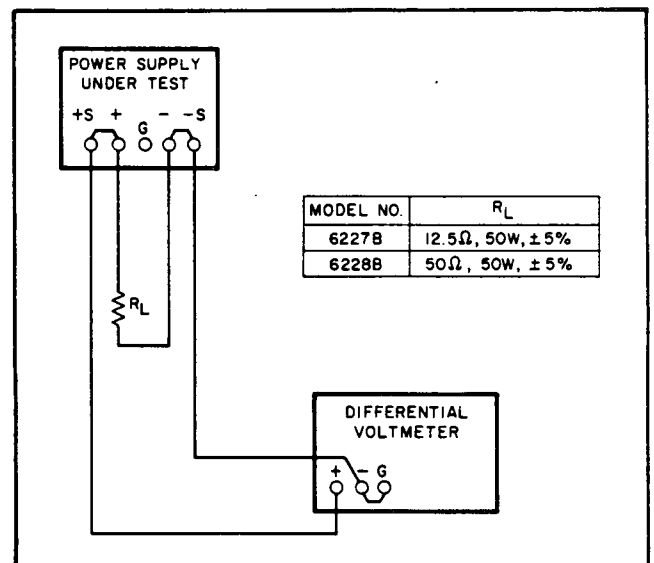 POWER SUPPLY
UNDER TEST
+S + G - -S
MODEL NO. RL
6227B 12.5Ω, 50W, ±5%
6228B 50Ω, 50W, ±5%
RL
DIFFERENTIAL
VOLTMETER
+ - G